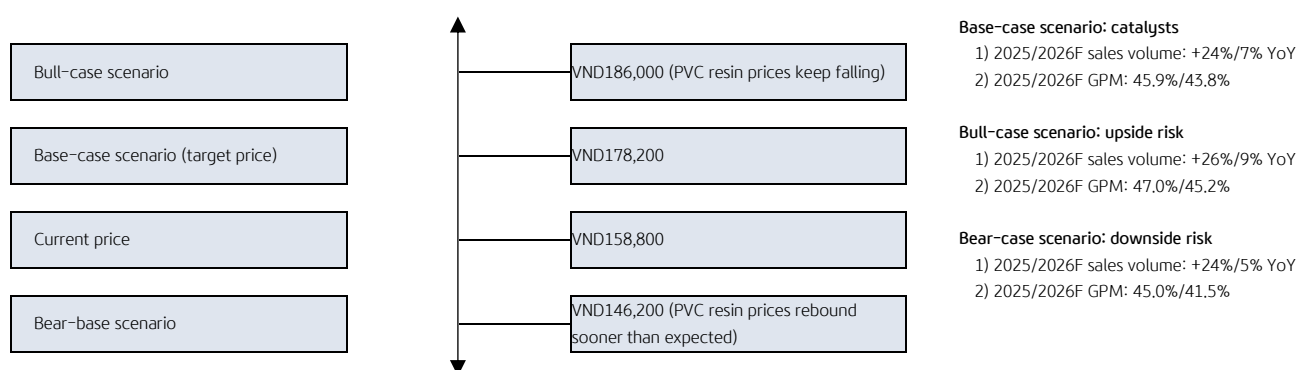 Bull-case scenario
VND186,000 (PVC resin prices keep falling)
Base-case scenario (target price)
VND178,200
Current price
VND158,800
Bear-base scenario
VND146,200 (PVC resin prices rebound
sooner than expected)
Base-case scenario: catalysts
1) 2025/2026F sales volume: +24%/7% YoY
2) 2025/2026F GPM: 45.9%/43.8%
Bull-case scenario: upside risk
1) 2025/2026F sales volume: +26%/9% YoY
2) 2025/2026F GPM: 47.0%/45.2%
Bear-case scenario: downside risk
1) 2025/2026F sales volume: +24%/5% YoY
2) 2025/2026F GPM: 45.0%/41.5%